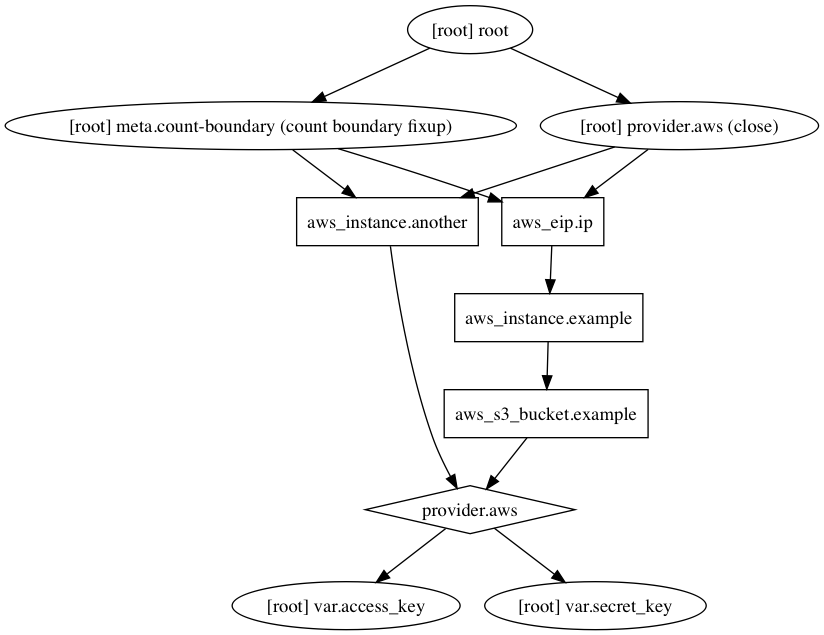 [root] root
[root] meta.count-boundary (count boundary fixup)
[root] provider.aws (close)
aws_instance.another
aws_eip.ip
aws_instance.example
aws_s3_bucket.example
provider.aws
[root] var.access_key
[root] var.secret_key